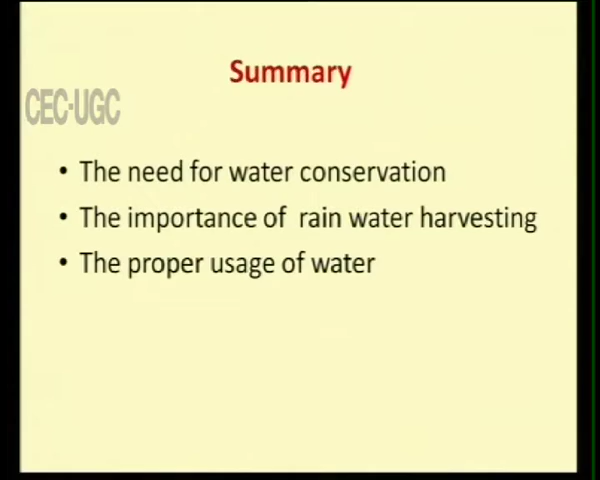 Summary
CEC-UGC
• The need for water conservation
• The importance of rain water harvesting
• The proper usage of water